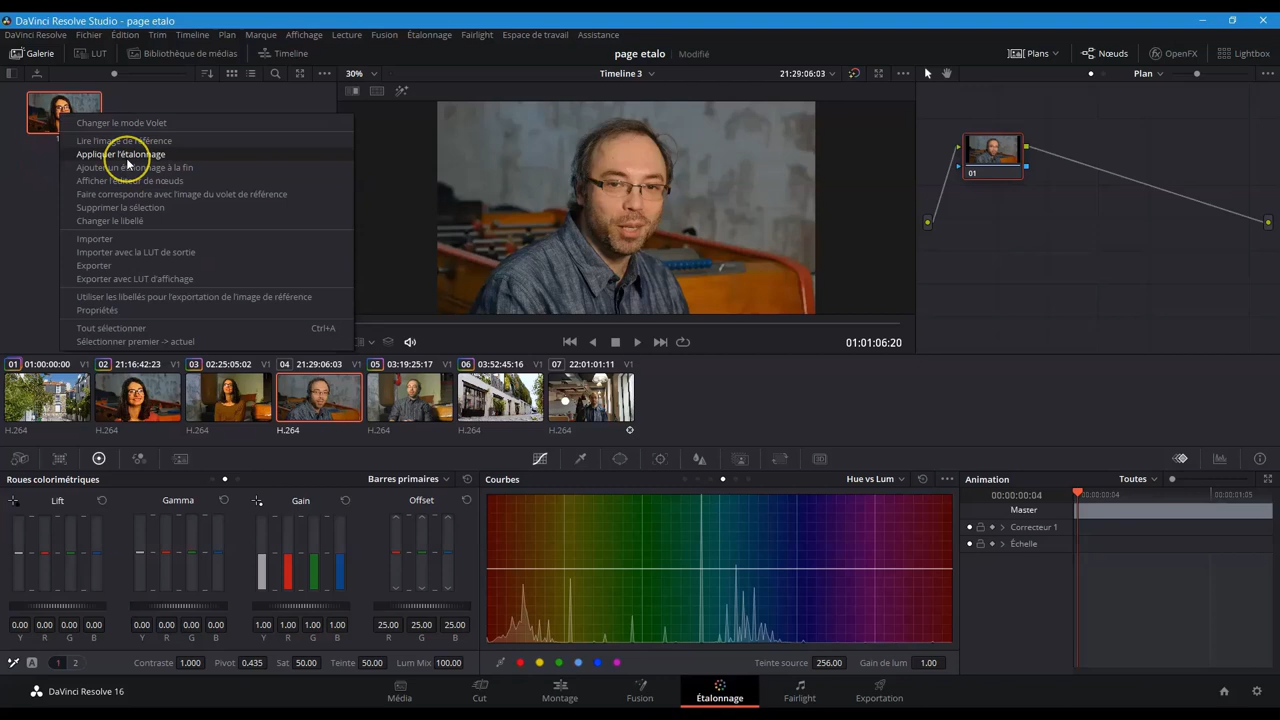 DaVinci Resolve Studio - page etalo
DaVinci Resolve Fichier Édition Trim Timeline Plan Marque Affichage Lecture Fusion Étalonnage Fairlight Espace de travail Assistance
Galerie LUT Bibliothèque de médias Timeline page etalo Modifié Plans Nœuds OpenFX Lightbox
30% Timeline 3 21:29:06:03 Plan
Changer le mode Volet
Lire l'image de référence
Appliquer l'étalonnage
Ajouter un étalonnage à la fin
Afficher l'éditeur de nœuds
Faire correspondre avec l'image du volet de référence
Supprimer la sélection
Changer le libellé
Importer
Importer avec la LUT de sortie
Exporter
Exporter avec LUT d'affichage
Utiliser les libellés pour l'exportation de l'image de référence
Propriétés
Tout sélectionner Ctrl+A
Sélectionner premier -> actuel
01
01:01:06:20
01 01:00:00:00 V1 02 21:16:42:23 V1 03 02:25:05:02 V1 04 21:29:06:03 V1 05 03:19:25:17 V1 06 03:52:45:16 V1 07 22:01:01:11 V1
H.264 H.264 H.264 H.264 H.264 H.264 H.264
Roues colorimétriques Barres primaires Courbes Hue vs Lum Animation Toutes
Lift Gamma Gain Offset
00:00:00:04 00:00:00:04 00:00:01:05
Master
Correcteur 1
Échelle
0.00 0.00 0.00 0.00 0.00 0.00 0.00 0.00 1.00 1.00 1.00 1.00 25.00 25.00 25.00
Y R G B Y R G B Y R G B R G B
A 1 2 Contraste 1.000 Pivot 0.435 Sat 50.00 Teinte 50.00 Lum Mix 100.00 Teinte source 256.00 Gain de lum 1.00
DaVinci Resolve 16 Média Cut Montage Fusion Étalonnage Fairlight Exportation